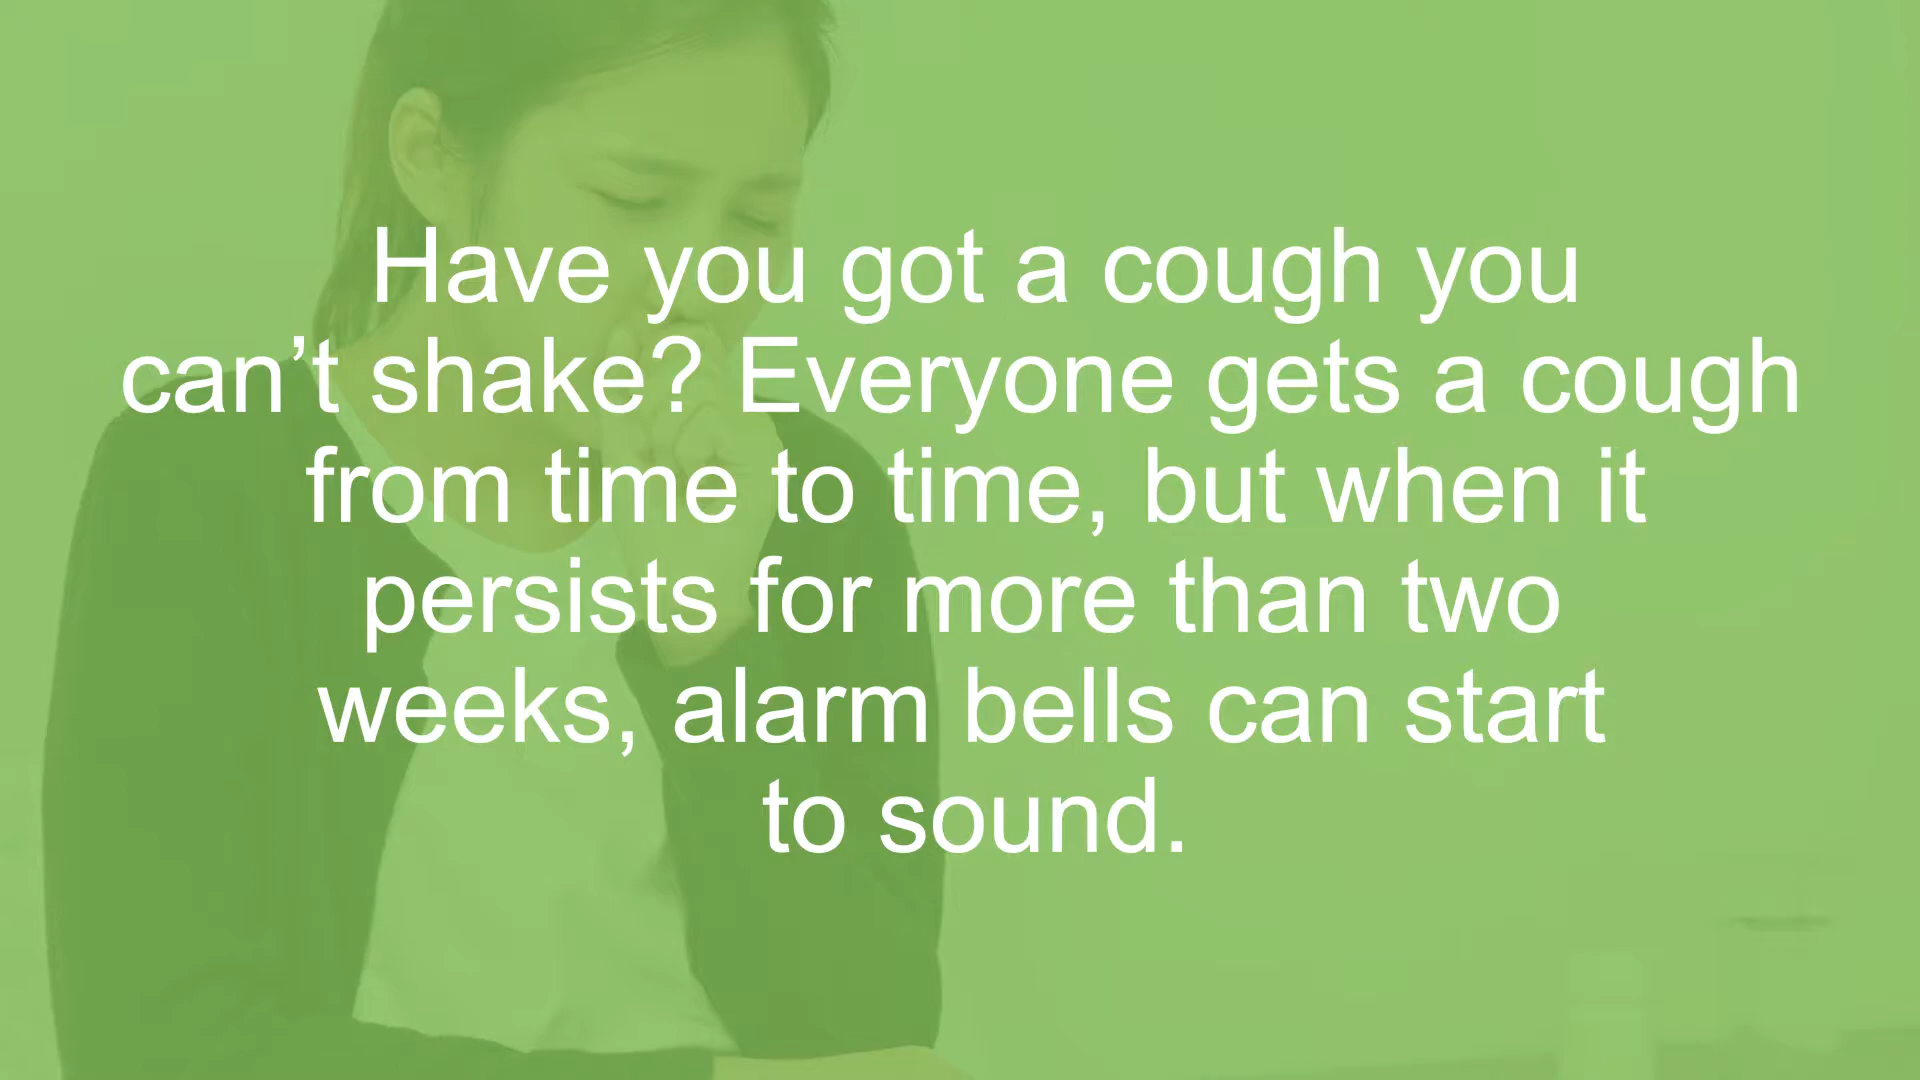 Have you got a cough you
can’t shake? Everyone gets a cough
from time to time, but when it
persists for more than two
weeks, alarm bells can start
to sound.